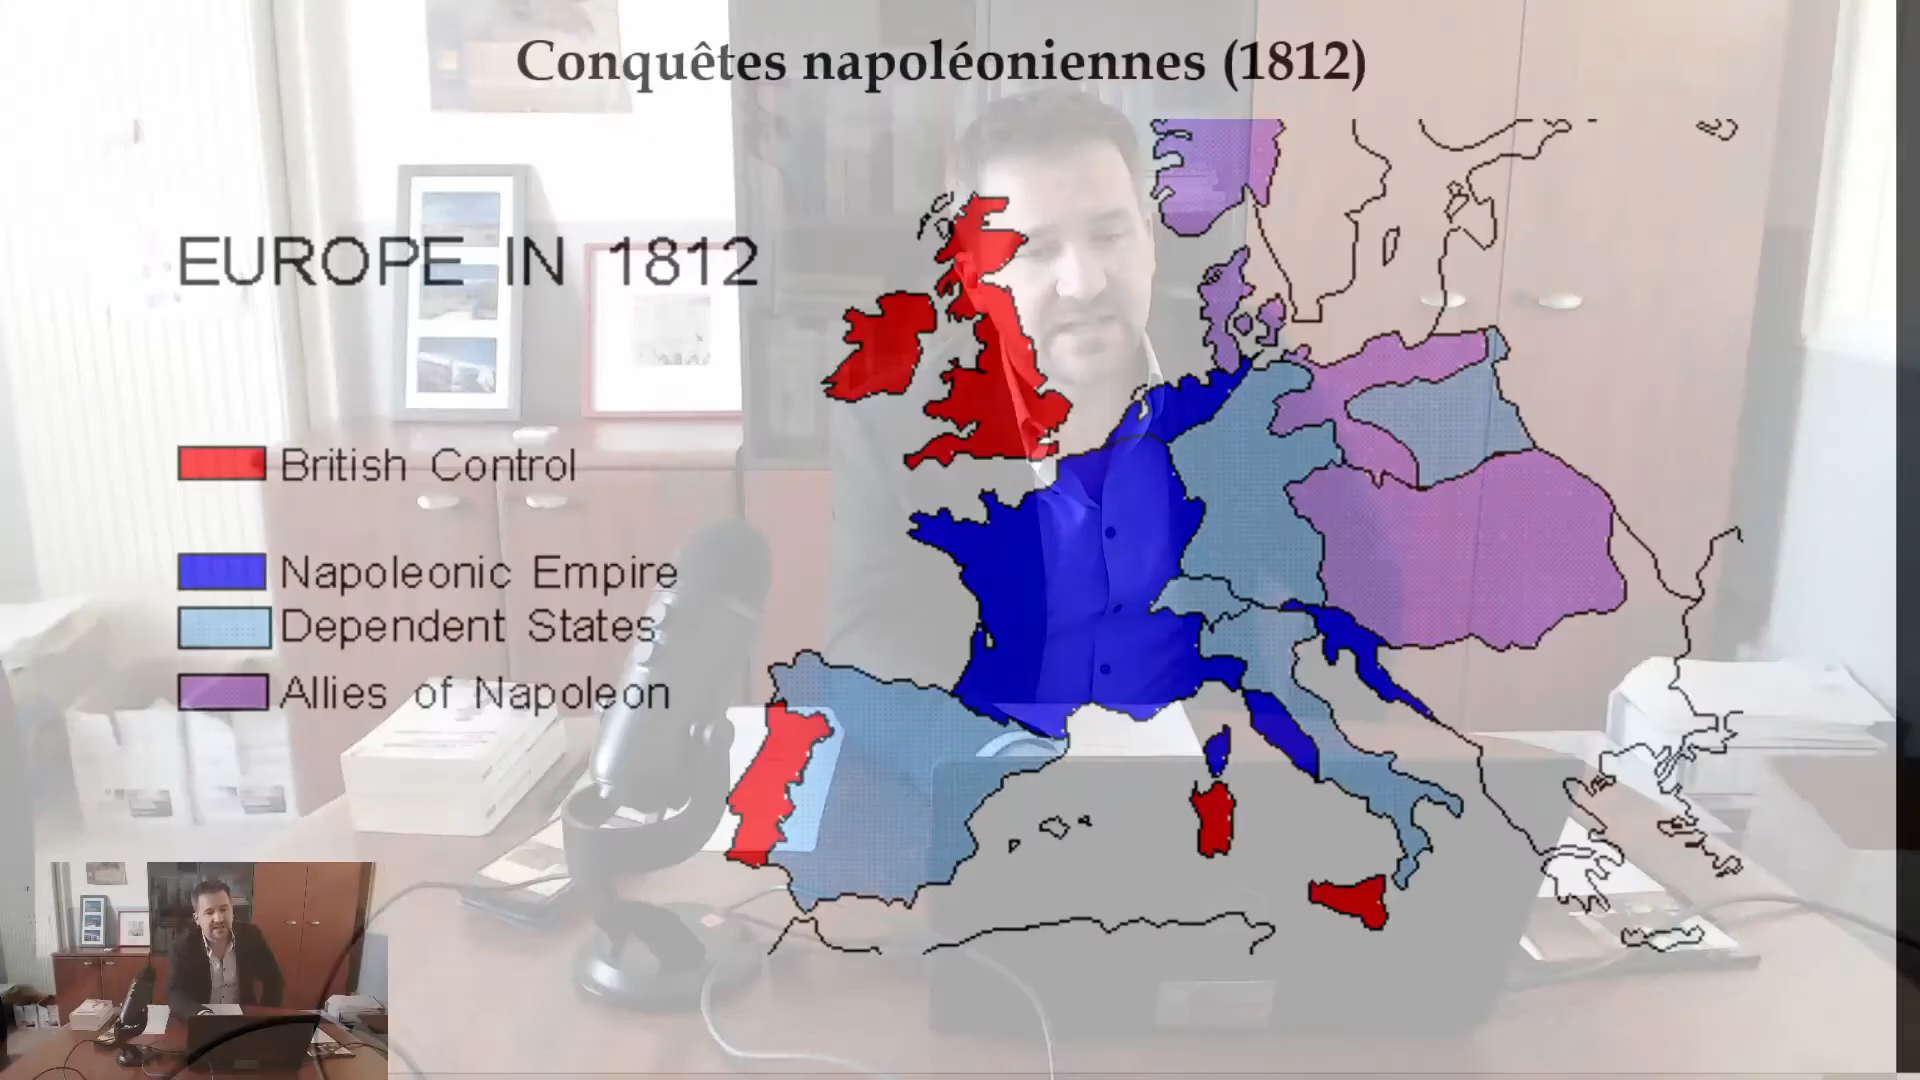 Conquêtes napoléoniennes (1812)
EUROPE IN 1812
British Control
Napoleonic Empire
Dependent States
Allies of Napoleon